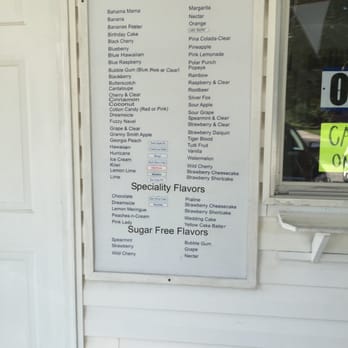 Bahama Mama
Banana
Bananas Foster
Birthday Cake
Black Cherry
Blueberry
Blue Hawaiian
Blue Raspberry
Bubble Gum (Blue, Pink or Clear)
Blackberry
Butterscotch
Cantaloupe
Cherry & Clear
Cinnamon
Coconut
Cotton Candy (Red or Pink)
Dreamsicle
Fuzzy Navel
Grape & Clear
Granny Smith Apple
Georgia Peach
Hawaiian
Hurricane
Ice Cream
Kiwi
Lemon Lime
Lime
Margarita
Nectar
Orange
Pina Colada-Clear
Pineapple
Pink Lemonade
Polar Punch
Popeye
Rainbow
Raspberry & Clear
Rootbeer
Silver Fox
Sour Apple
Sour Grape
Spearmint & Clear
Strawberry & Clear
Strawberry Daiquiri
Tiger Blood
Tutti Fruit
Vanilla
Watermelon
Wild Cherry
Strawberry Cheesecake
Strawberry Shortcake
Speciality Flavors
Chocolate
Dreamsicle
Lemon Meringue
Peaches-n-Cream
Pink Lady
Praline
Strawberry Cheesecake
Strawberry Shortcake
Wedding Cake
Yellow Cake Batter
Sugar Free Flavors
Spearmint
Strawberry
Wild Cherry
Bubble Gum
Grape
Nectar